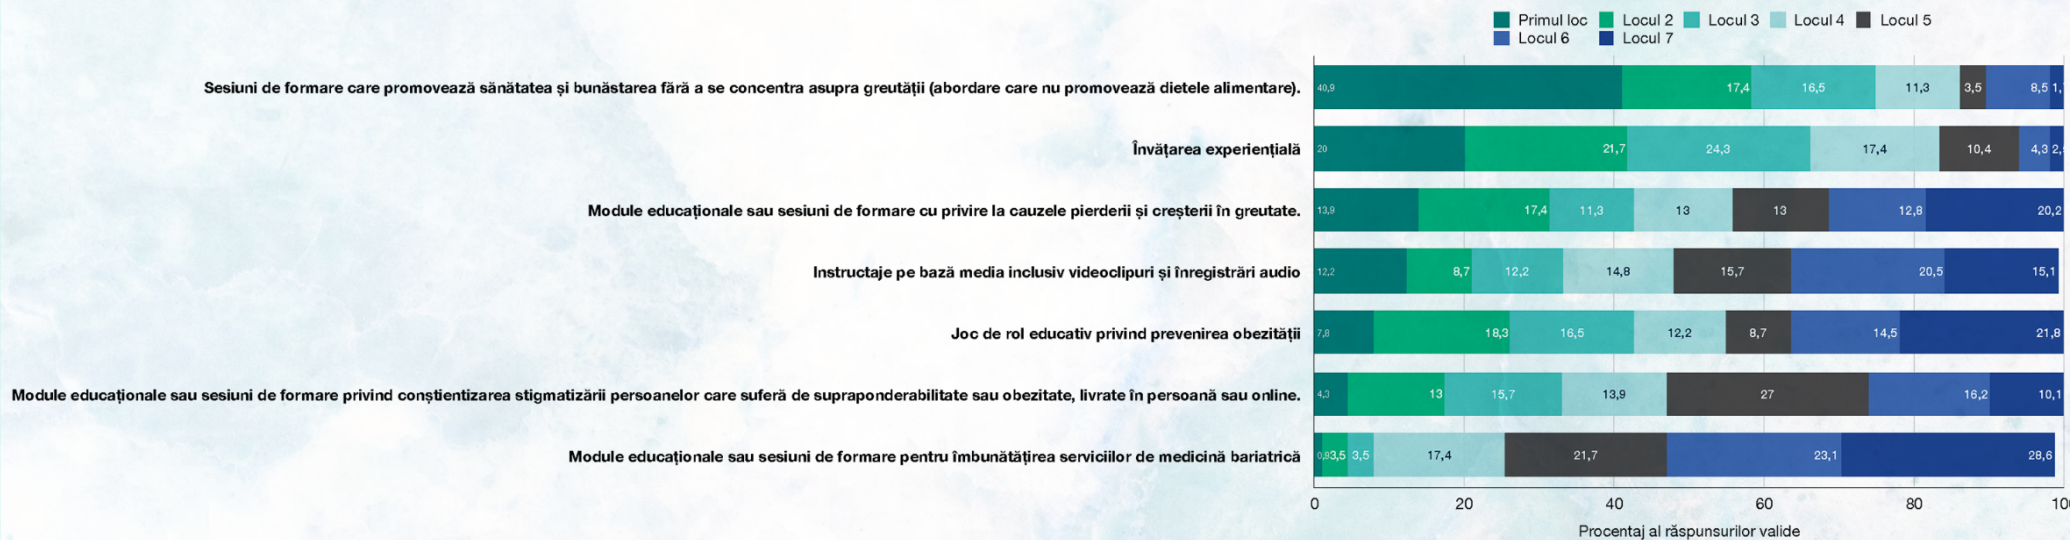 Primul loc Locul 2 Locul 3 Locul 4 Locul 5
Locul 6 Locul 7
Sesiuni de formare care promovează sănătatea și bunăstarea fără a se concentra asupra greutății (abordare care nu promovează dietele alimentare). 40,9 17,4 16,5 11,3 3,5 8,5 1,
Învățarea experiențială 20 21,7 24,3 17,4 10,4 4,3 2,
Module educaționale sau sesiuni de formare cu privire la cauzele pierderii și creșterii în greutate. 13,9 17,4 11,3 13 13 12,8 20,2
Instructaje pe bază media inclusiv videoclipuri și înregistrări audio 12,2 8,7 12,2 14,8 15,7 20,5 15,1
Joc de rol educativ privind prevenirea obezității 7,8 18,3 16,5 12,2 8,7 14,5 21,8
Module educaționale sau sesiuni de formare privind conștientizarea stigmatizării persoanelor care suferă de supraponderabilitate sau obezitate, livrate în persoană sau online. 4,3 13 15,7 13,9 27 16,2 10,1
Module educaționale sau sesiuni de formare pentru îmbunătățirea serviciilor de medicină bariatrică 0,9 3,5 3,5 17,4 21,7 23,1 28,6
0 20 40 60 80 10
Procentaj al răspunsurilor valide